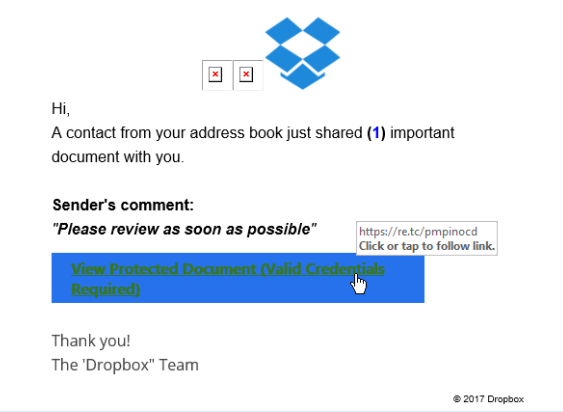 Hi,
A contact from your address book just shared (1) important
document with you.
Sender's comment:
"Please review as soon as possible"
https://re.tc/pmpinocd
Click or tap to follow link.
View Protected Document (Valid Credentials
Required)
Thank you!
The 'Dropbox" Team
© 2017 Dropbox